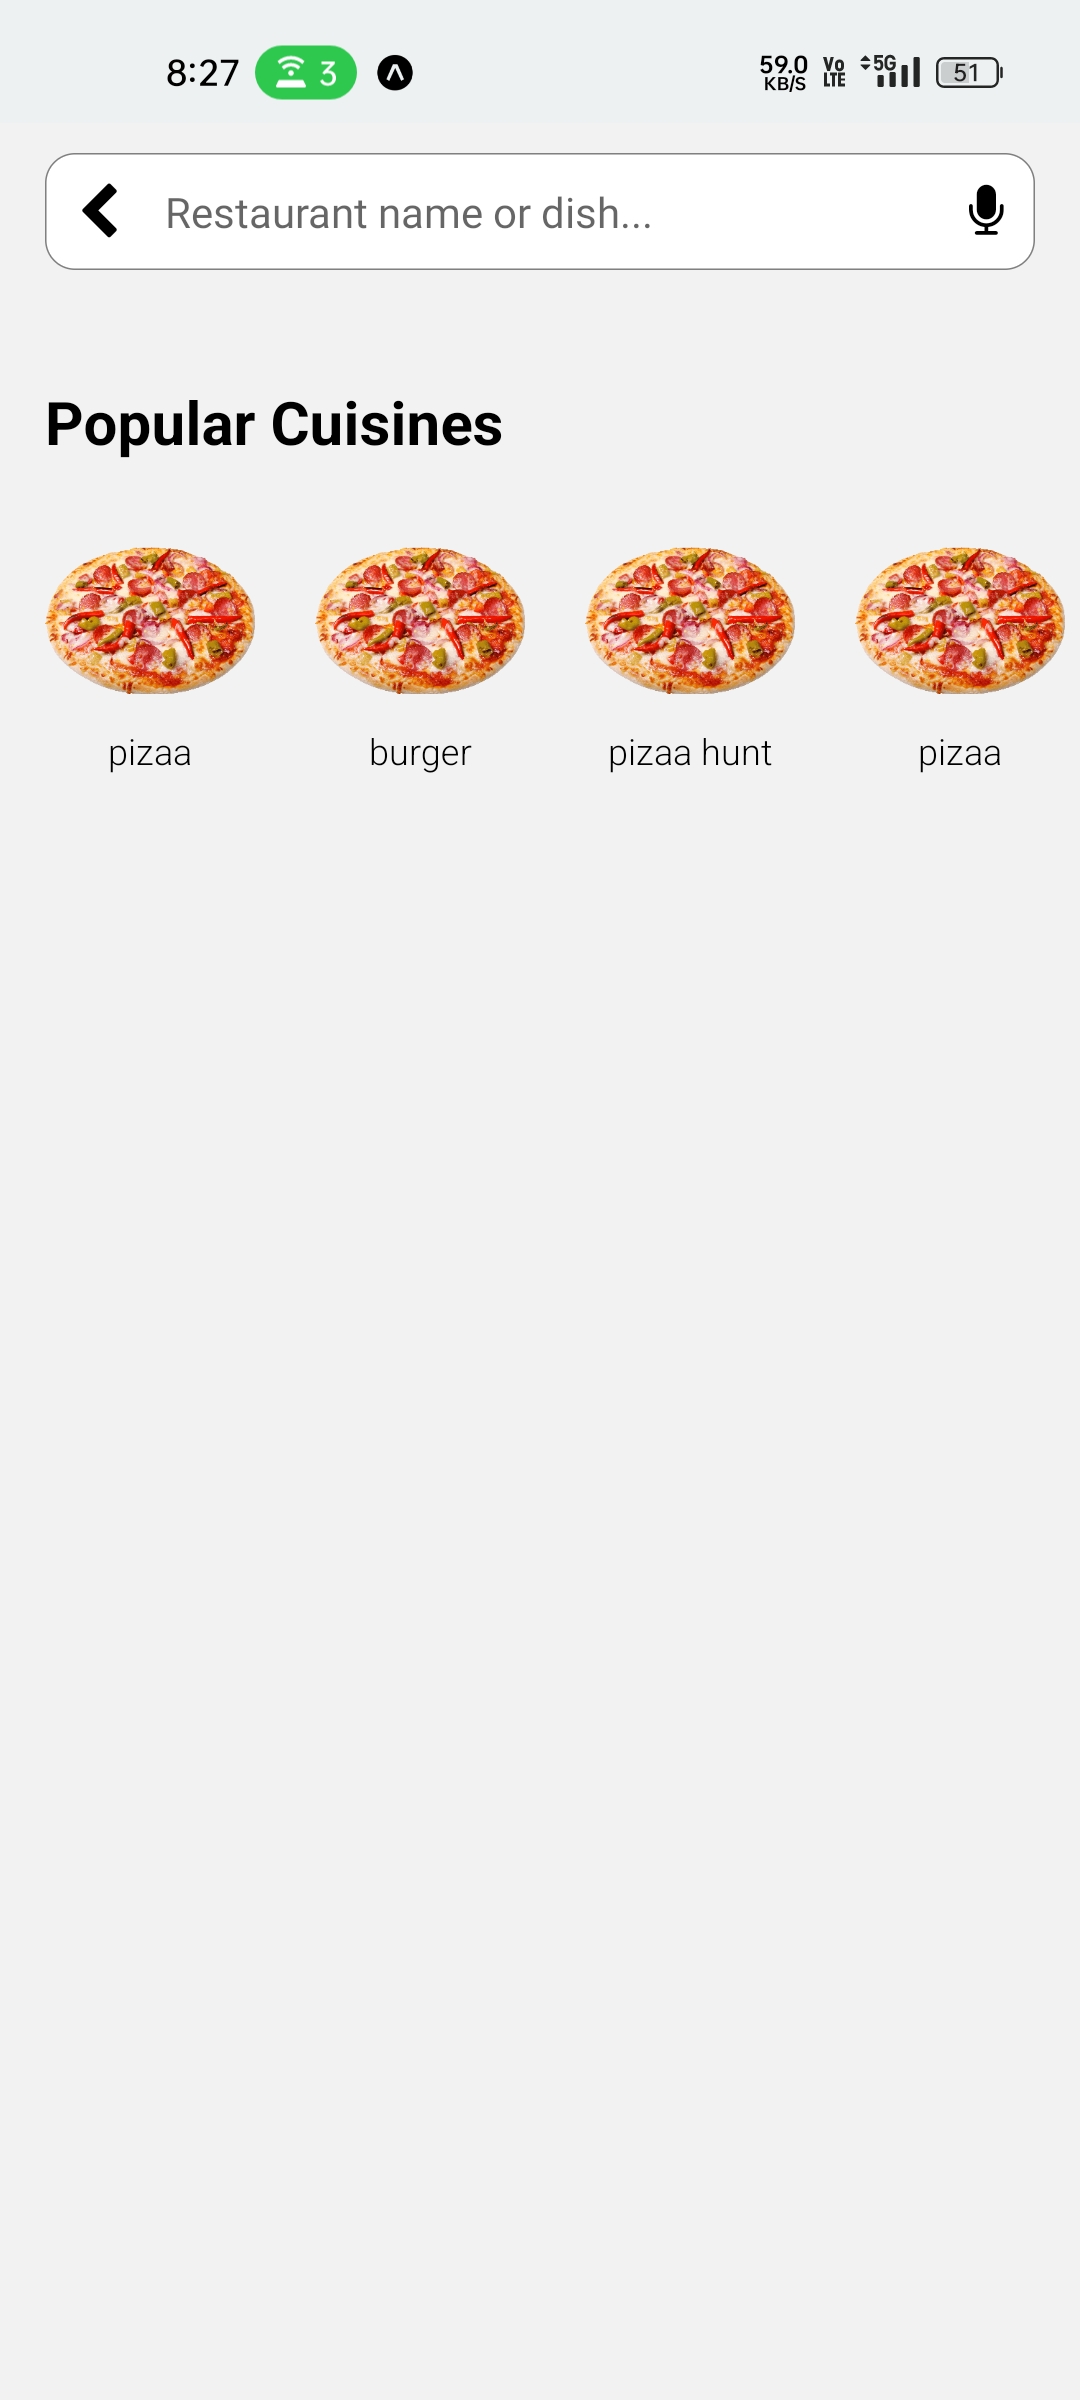 8:27 3 59.0 KB/S Vo LTE 5G 51
Restaurant name or dish...
Popular Cuisines
pizaa burger pizaa hunt pizaa